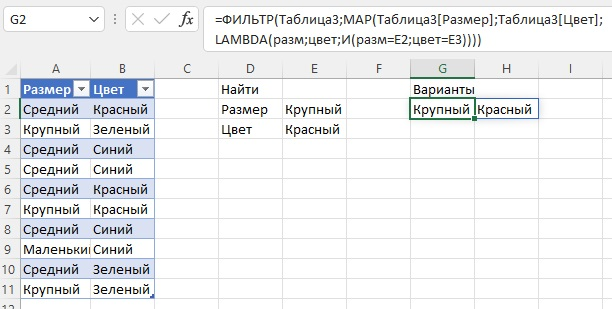 G2 fx =ФИЛЬТР(Таблица3;MAP(Таблица3[Размер];Таблица3[Цвет];
LAMBDA(разм;цвет;И(разм=E2;цвет=E3))))
A B C D E F G H I
1 Размер Цвет Найти Варианты
2 Средний Красный Размер Крупный Крупный Красный
3 Крупный Зеленый Цвет Красный
4 Средний Синий
5 Средний Синий
6 Средний Красный
7 Крупный Красный
8 Средний Синий
9 Маленький Синий
10 Средний Зеленый
11 Крупный Зеленый